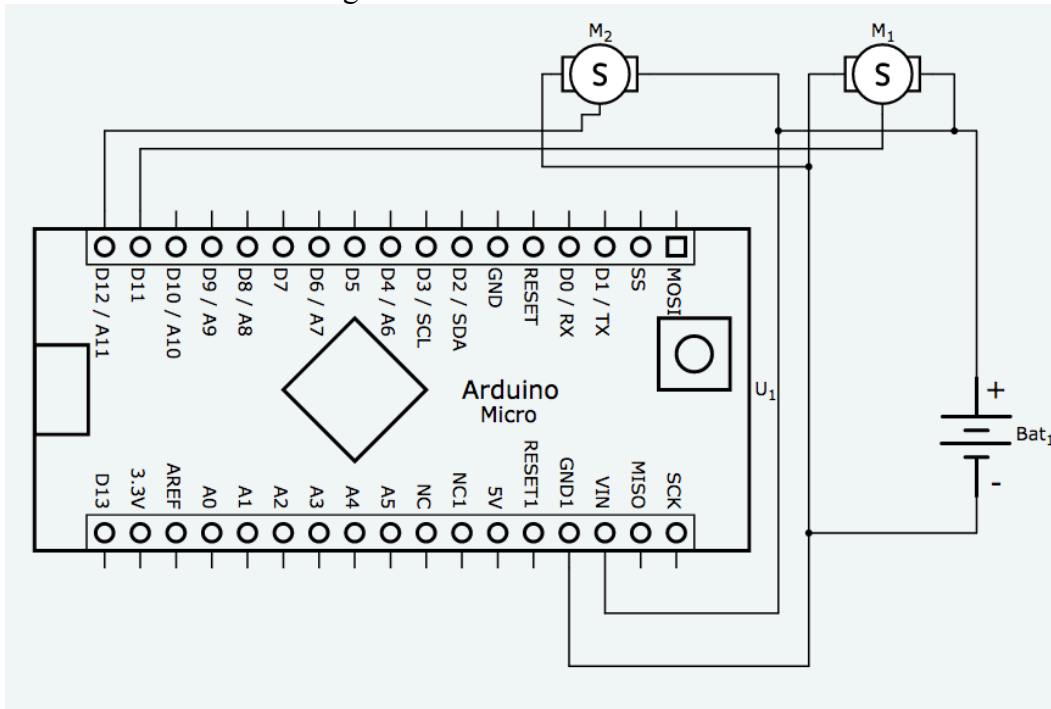 M2
M1
S
S
D12 / A11
D11
D10 / A10
D9 / A9
D8 / A8
D7
D6 / A7
D5
D4 / A6
D3 / SCL
D2 / SDA
GND
RESET
D0 / RX
D1 / TX
SS
MOSI
Arduino
Micro
U1
+
Bat1
-
D13
3.3V
AREF
A0
A1
A2
A3
A4
A5
NC
NC1
5V
RESET1
GND1
VIN
MISO
SCK